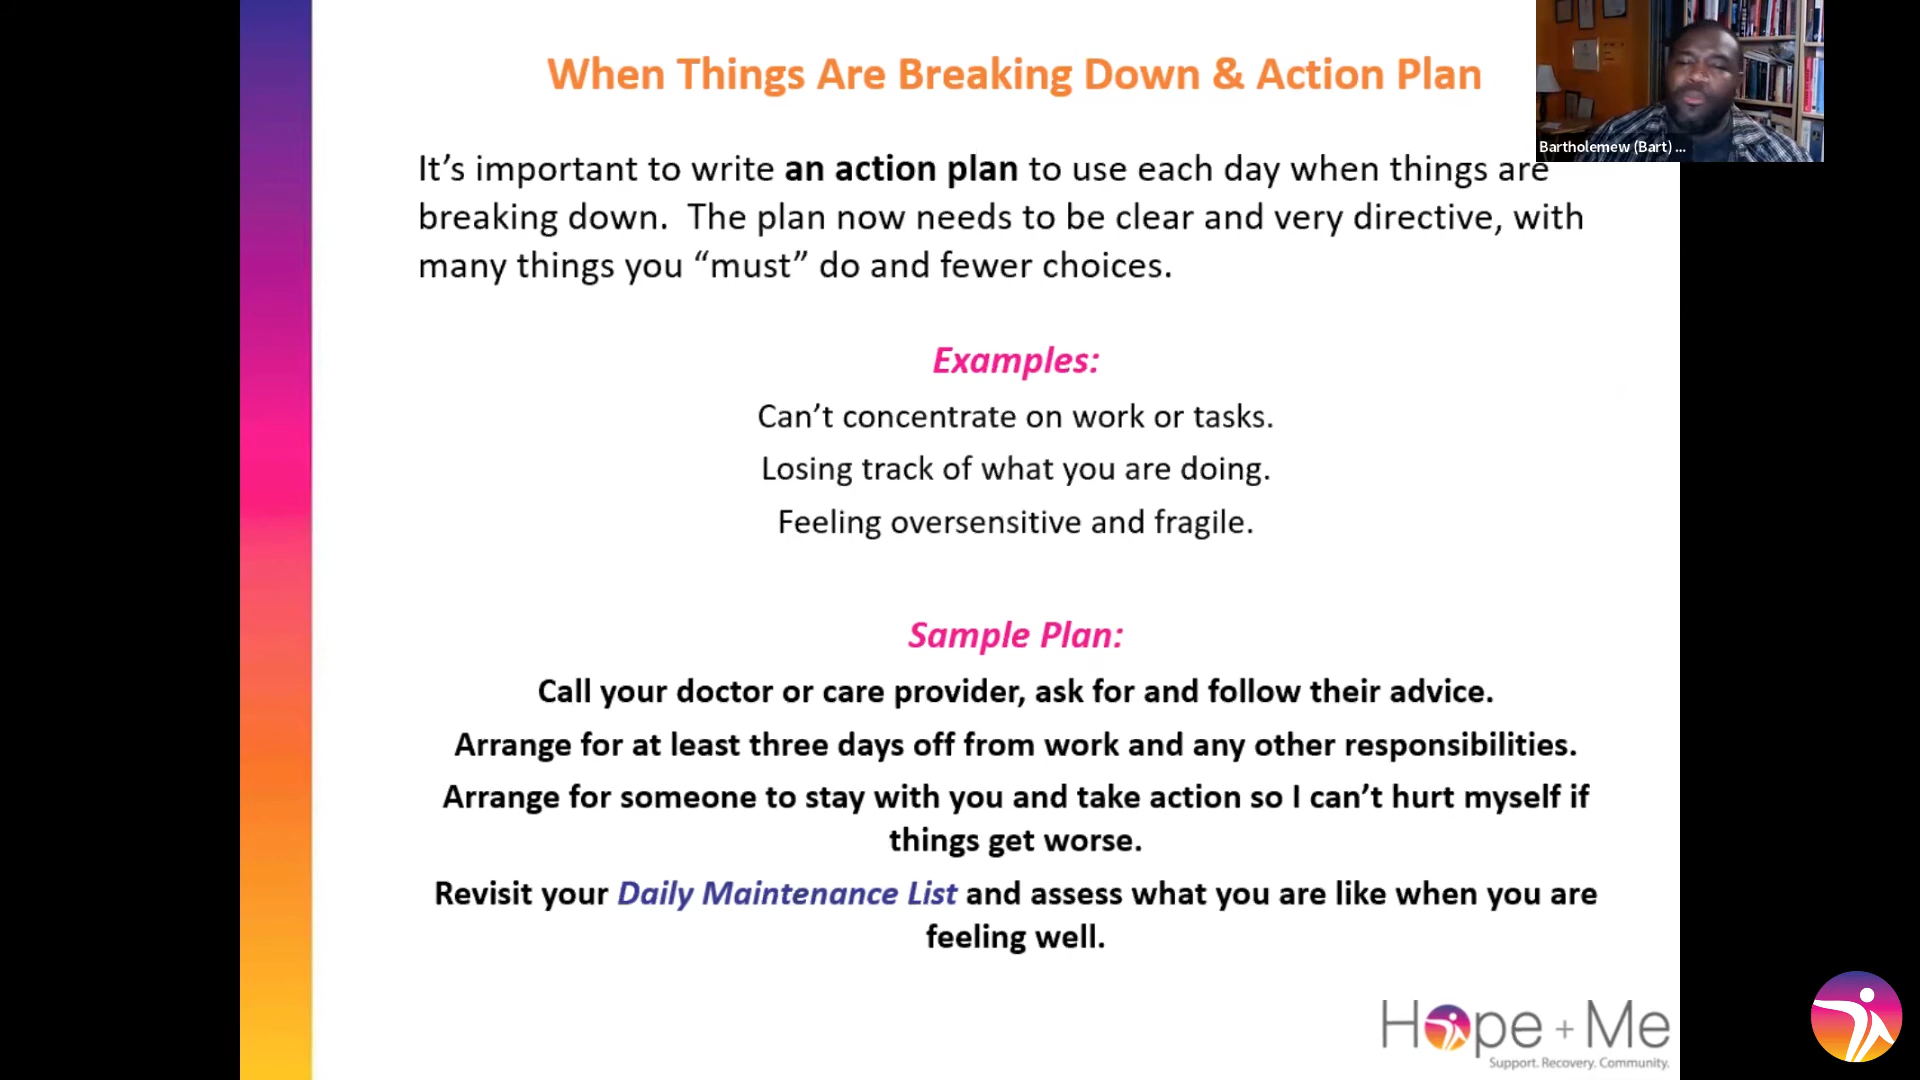 When Things Are Breaking Down & Action Plan
Bartholemew (Bart) ...
It’s important to write an action plan to use each day when things are
breaking down.  The plan now needs to be clear and very directive, with
many things you “must” do and fewer choices.
Examples:
Can’t concentrate on work or tasks.
Losing track of what you are doing.
Feeling oversensitive and fragile.
Sample Plan:
Call your doctor or care provider, ask for and follow their advice.
Arrange for at least three days off from work and any other responsibilities.
Arrange for someone to stay with you and take action so I can’t hurt myself if
things get worse.
Revisit your Daily Maintenance List and assess what you are like when you are
feeling well.
Hope + Me
Support. Recovery. Community.